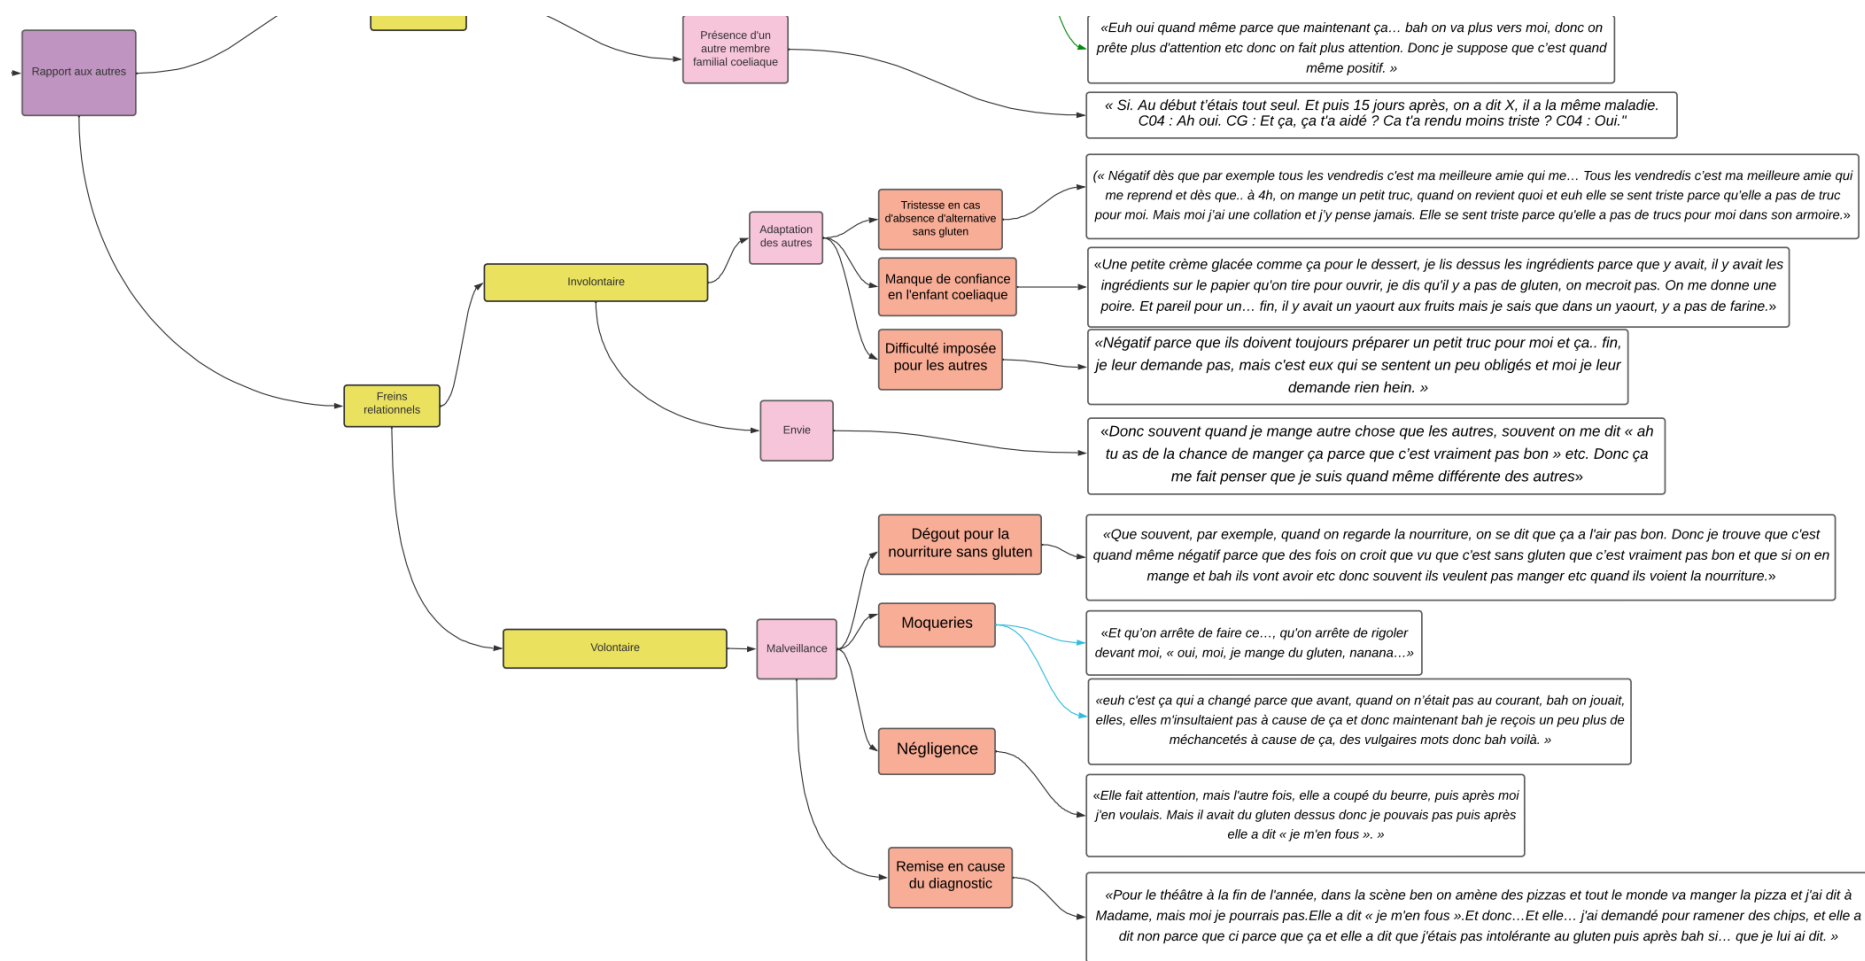 Rapport aux autres
Présence d'un
autre membre
familial coeliaque
«Euh oui quand même parce que maintenant ça… bah on va plus vers moi, donc on
prête plus d'attention etc donc on fait plus attention. Donc je suppose que c'est quand
même positif. »
« Si. Au début t'étais tout seul. Et puis 15 jours après, on a dit X, il a la même maladie.
C04 : Ah oui. CG : Et ça, ça t'a aidé ? Ca t'a rendu moins triste ? C04 : Oui."
Freins
relationnels
Involontaire
Adaptation
des autres
Tristesse en cas
d'absence d'alternative
sans gluten
(« Négatif dès que par exemple tous les vendredis c'est ma meilleure amie qui me… Tous les vendredis c'est ma meilleure amie qui
me reprend et dès que.. à 4h, on mange un petit truc, quand on revient quoi et euh elle se sent triste parce qu'elle a pas de truc
pour moi. Mais moi j'ai une collation et j'y pense jamais. Elle se sent triste parce qu'elle a pas de trucs pour moi dans son armoire.»
Manque de confiance
en l'enfant coeliaque
«Une petite crème glacée comme ça pour le dessert, je lis dessus les ingrédients parce que y avait, il y avait les
ingrédients sur le papier qu'on tire pour ouvrir, je dis qu'il y a pas de gluten, on mecroit pas. On me donne une
poire. Et pareil pour un… fin, il y avait un yaourt aux fruits mais je sais que dans un yaourt, y a pas de farine.»
Difficulté imposée
pour les autres
«Négatif parce que ils doivent toujours préparer un petit truc pour moi et ça.. fin,
je leur demande pas, mais c'est eux qui se sentent un peu obligés et moi je leur
demande rien hein. »
Envie
«Donc souvent quand je mange autre chose que les autres, souvent on me dit « ah
tu as de la chance de manger ça parce que c'est vraiment pas bon » etc. Donc ça
me fait penser que je suis quand même différente des autres»
Volontaire
Malveillance
Dégout pour la
nourriture sans gluten
«Que souvent, par exemple, quand on regarde la nourriture, on se dit que ça a l'air pas bon. Donc je trouve que c'est
quand même négatif parce que des fois on croit que vu que c'est sans gluten que c'est vraiment pas bon et que si on en
mange et bah ils vont avoir etc donc souvent ils veulent pas manger etc quand ils voient la nourriture.»
Moqueries
«Et qu'on arrête de faire ce…, qu'on arrête de rigoler
devant moi, « oui, moi, je mange du gluten, nanana…»
«euh c'est ça qui a changé parce que avant, quand on n'était pas au courant, bah on jouait,
elles, elles m'insultaient pas à cause de ça et donc maintenant bah je reçois un peu plus de
méchancetés à cause de ça, des vulgaires mots donc bah voilà. »
Négligence
«Elle fait attention, mais l'autre fois, elle a coupé du beurre, puis après moi
j'en voulais. Mais il avait du gluten dessus donc je pouvais pas puis après
elle a dit « je m'en fous ». »
Remise en cause
du diagnostic
«Pour le théâtre à la fin de l'année, dans la scène ben on amène des pizzas et tout le monde va manger la pizza et j'ai dit à
Madame, mais moi je pourrais pas.Elle a dit « je m'en fous ».Et donc…Et elle… j'ai demandé pour ramener des chips, et elle a
dit non parce que ci parce que ça et elle a dit que j'étais pas intolérante au gluten puis après bah si… que je lui ai dit. »